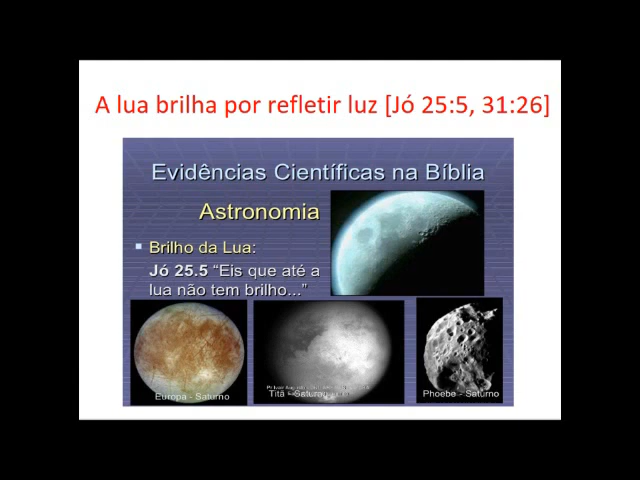 A lua brilha por refletir luz [Jó 25:5, 31:26]
Evidências Científicas na Bíblia
Astronomia
Brilho da Lua:
Jó 25.5 “Eis que até a
lua não tem brilho...”
Europa - Saturno
Titã - Saturno
Phoebe - Saturno